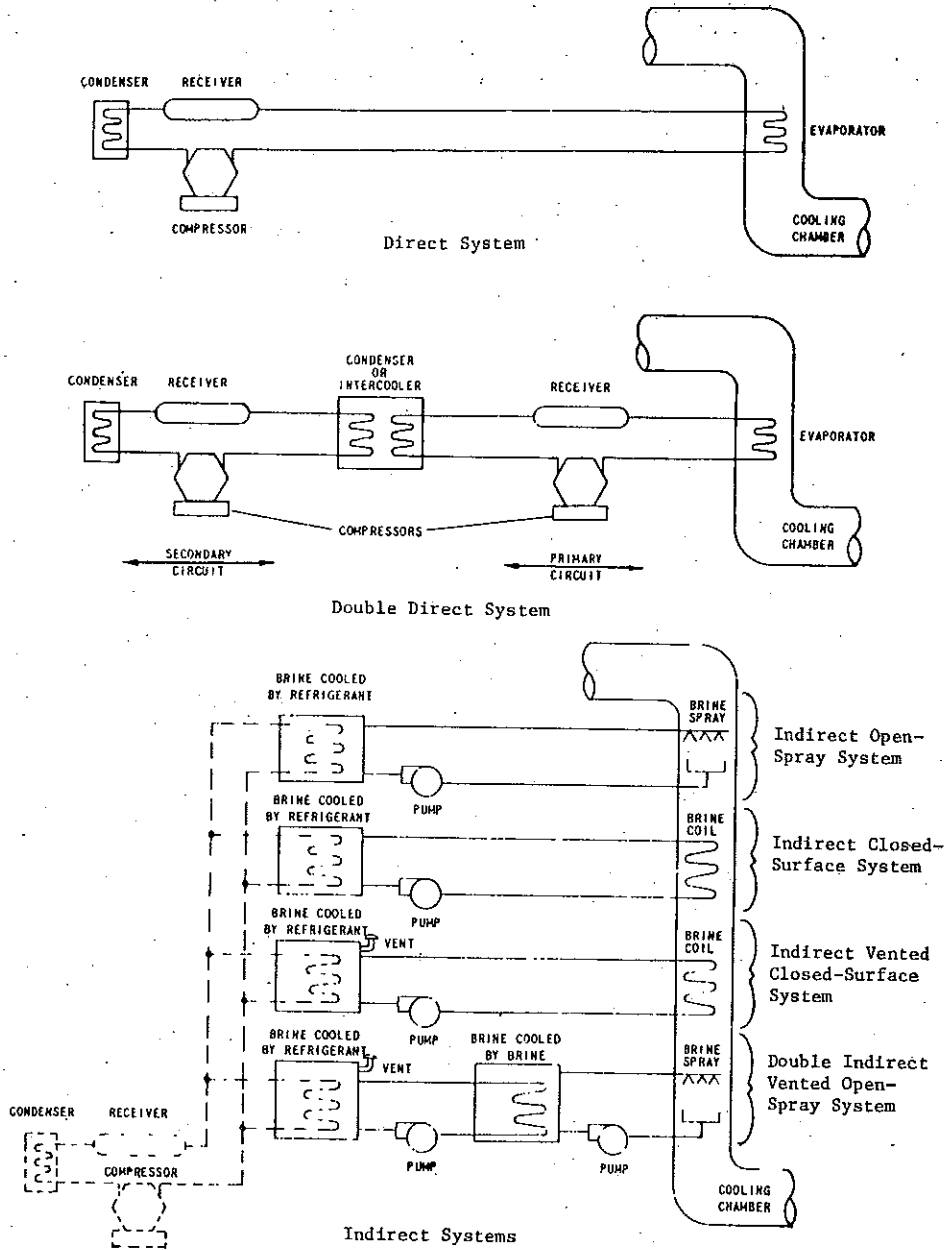 CONDENSER
RECEIVER
EVAPORATOR
COMPRESSOR
COOLING
CHAMBER
Direct System
CONDENSER
RECEIVER
CONDENSER
OR
INTERCOOLER
RECEIVER
EVAPORATOR
COMPRESSORS
COOLING
CHAMBER
SECONDARY
CIRCUIT
PRIMARY
CIRCUIT
Double Direct System
BRINE COOLED
BY REFRIGERANT
BRINE
SPRAY
Indirect Open-
Spray System
PUMP
BRINE COOLED
BY REFRIGERANT
BRINE
COIL
Indirect Closed-
Surface System
PUMP
BRINE COOLED
BY REFRIGERANT
VENT
BRINE
COIL
Indirect Vented
Closed-Surface
System
PUMP
BRINE COOLED
BY REFRIGERANT
VENT
BRINE COOLED
BY BRINE
BRINE
SPRAY
Double Indirect
Vented Open-
Spray System
PUMP
PUMP
CONDENSER
RECEIVER
COMPRESSOR
COOLING
CHAMBER
Indirect Systems